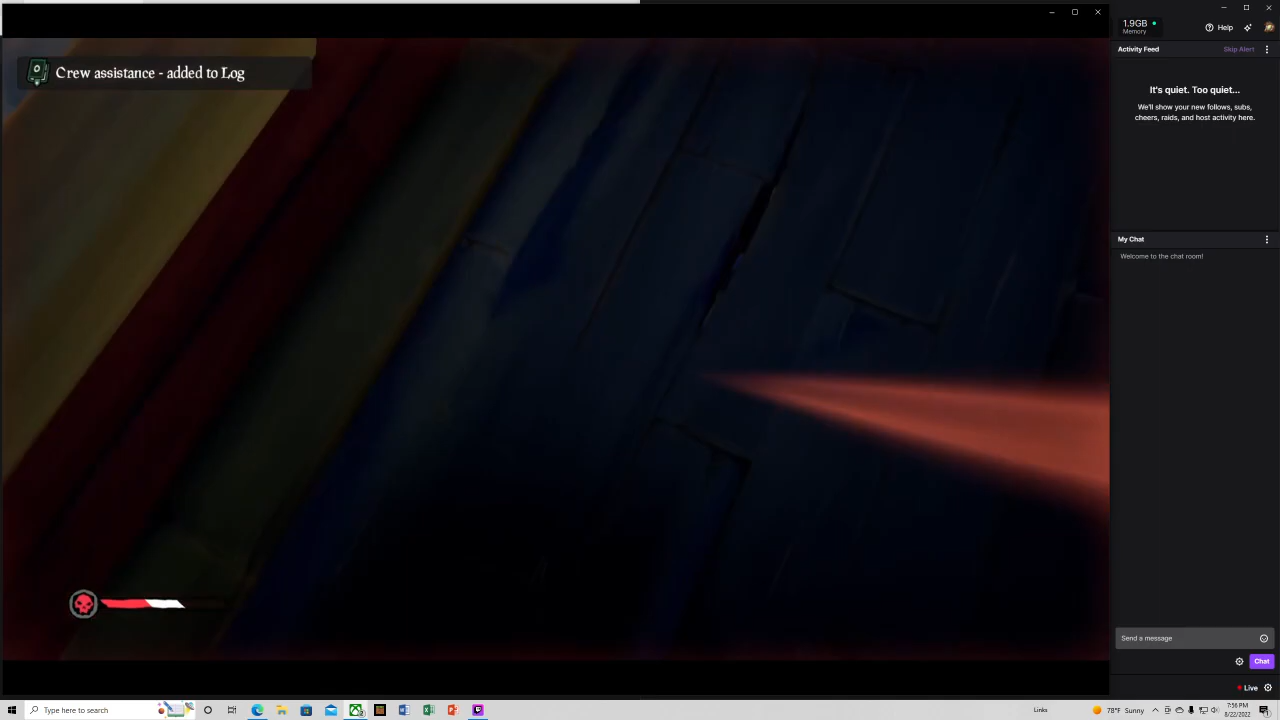 Crew assistance - added to Log
1.9GB
Memory
Help
Activity Feed
Skip Alert
It's quiet. Too quiet...
We'll show your new follows, subs,
cheers, raids, and host activity here.
My Chat
Welcome to the chat room!
Send a message
Chat
Live
Type here to search
Links
78°F Sunny
7:56 PM
8/22/2022